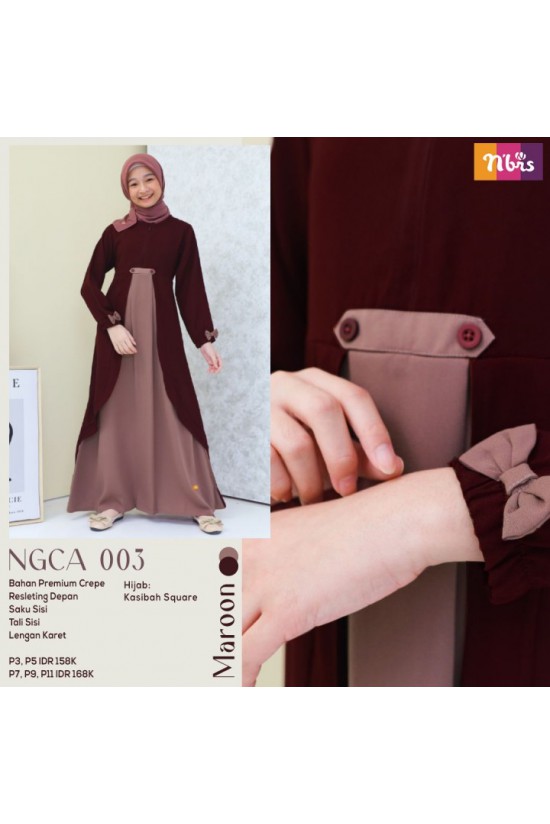 N'brs
NGCA 003
Bahan Premium Crepe
Resleting Depan
Saku Sisi
Tali Sisi
Lengan Karet
Hijab:
Kasibah Square
P3, P5 IDR 158K
P7, P9, P11 IDR 168K
Maroon